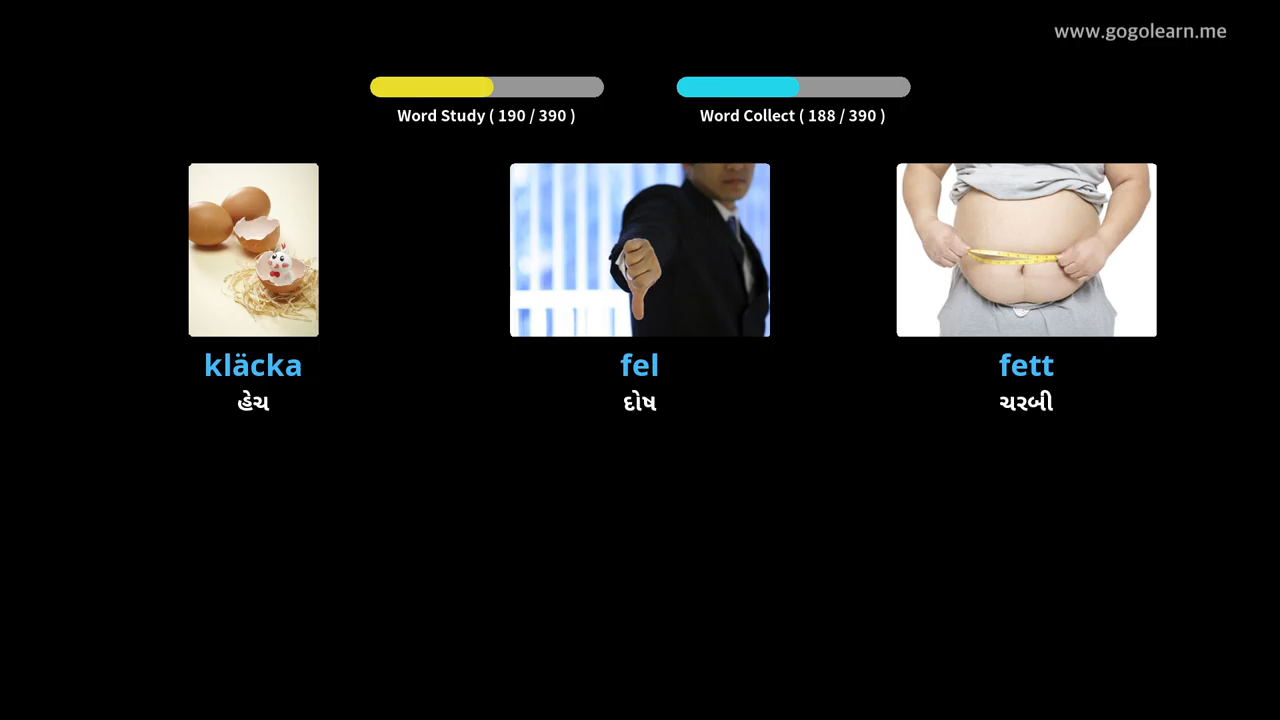 www.gogolearn.me
Word Study ( 190 / 390 )
Word Collect ( 188 / 390 )
kläcka
હેચ
fel
દોષ
fett
ચરબી